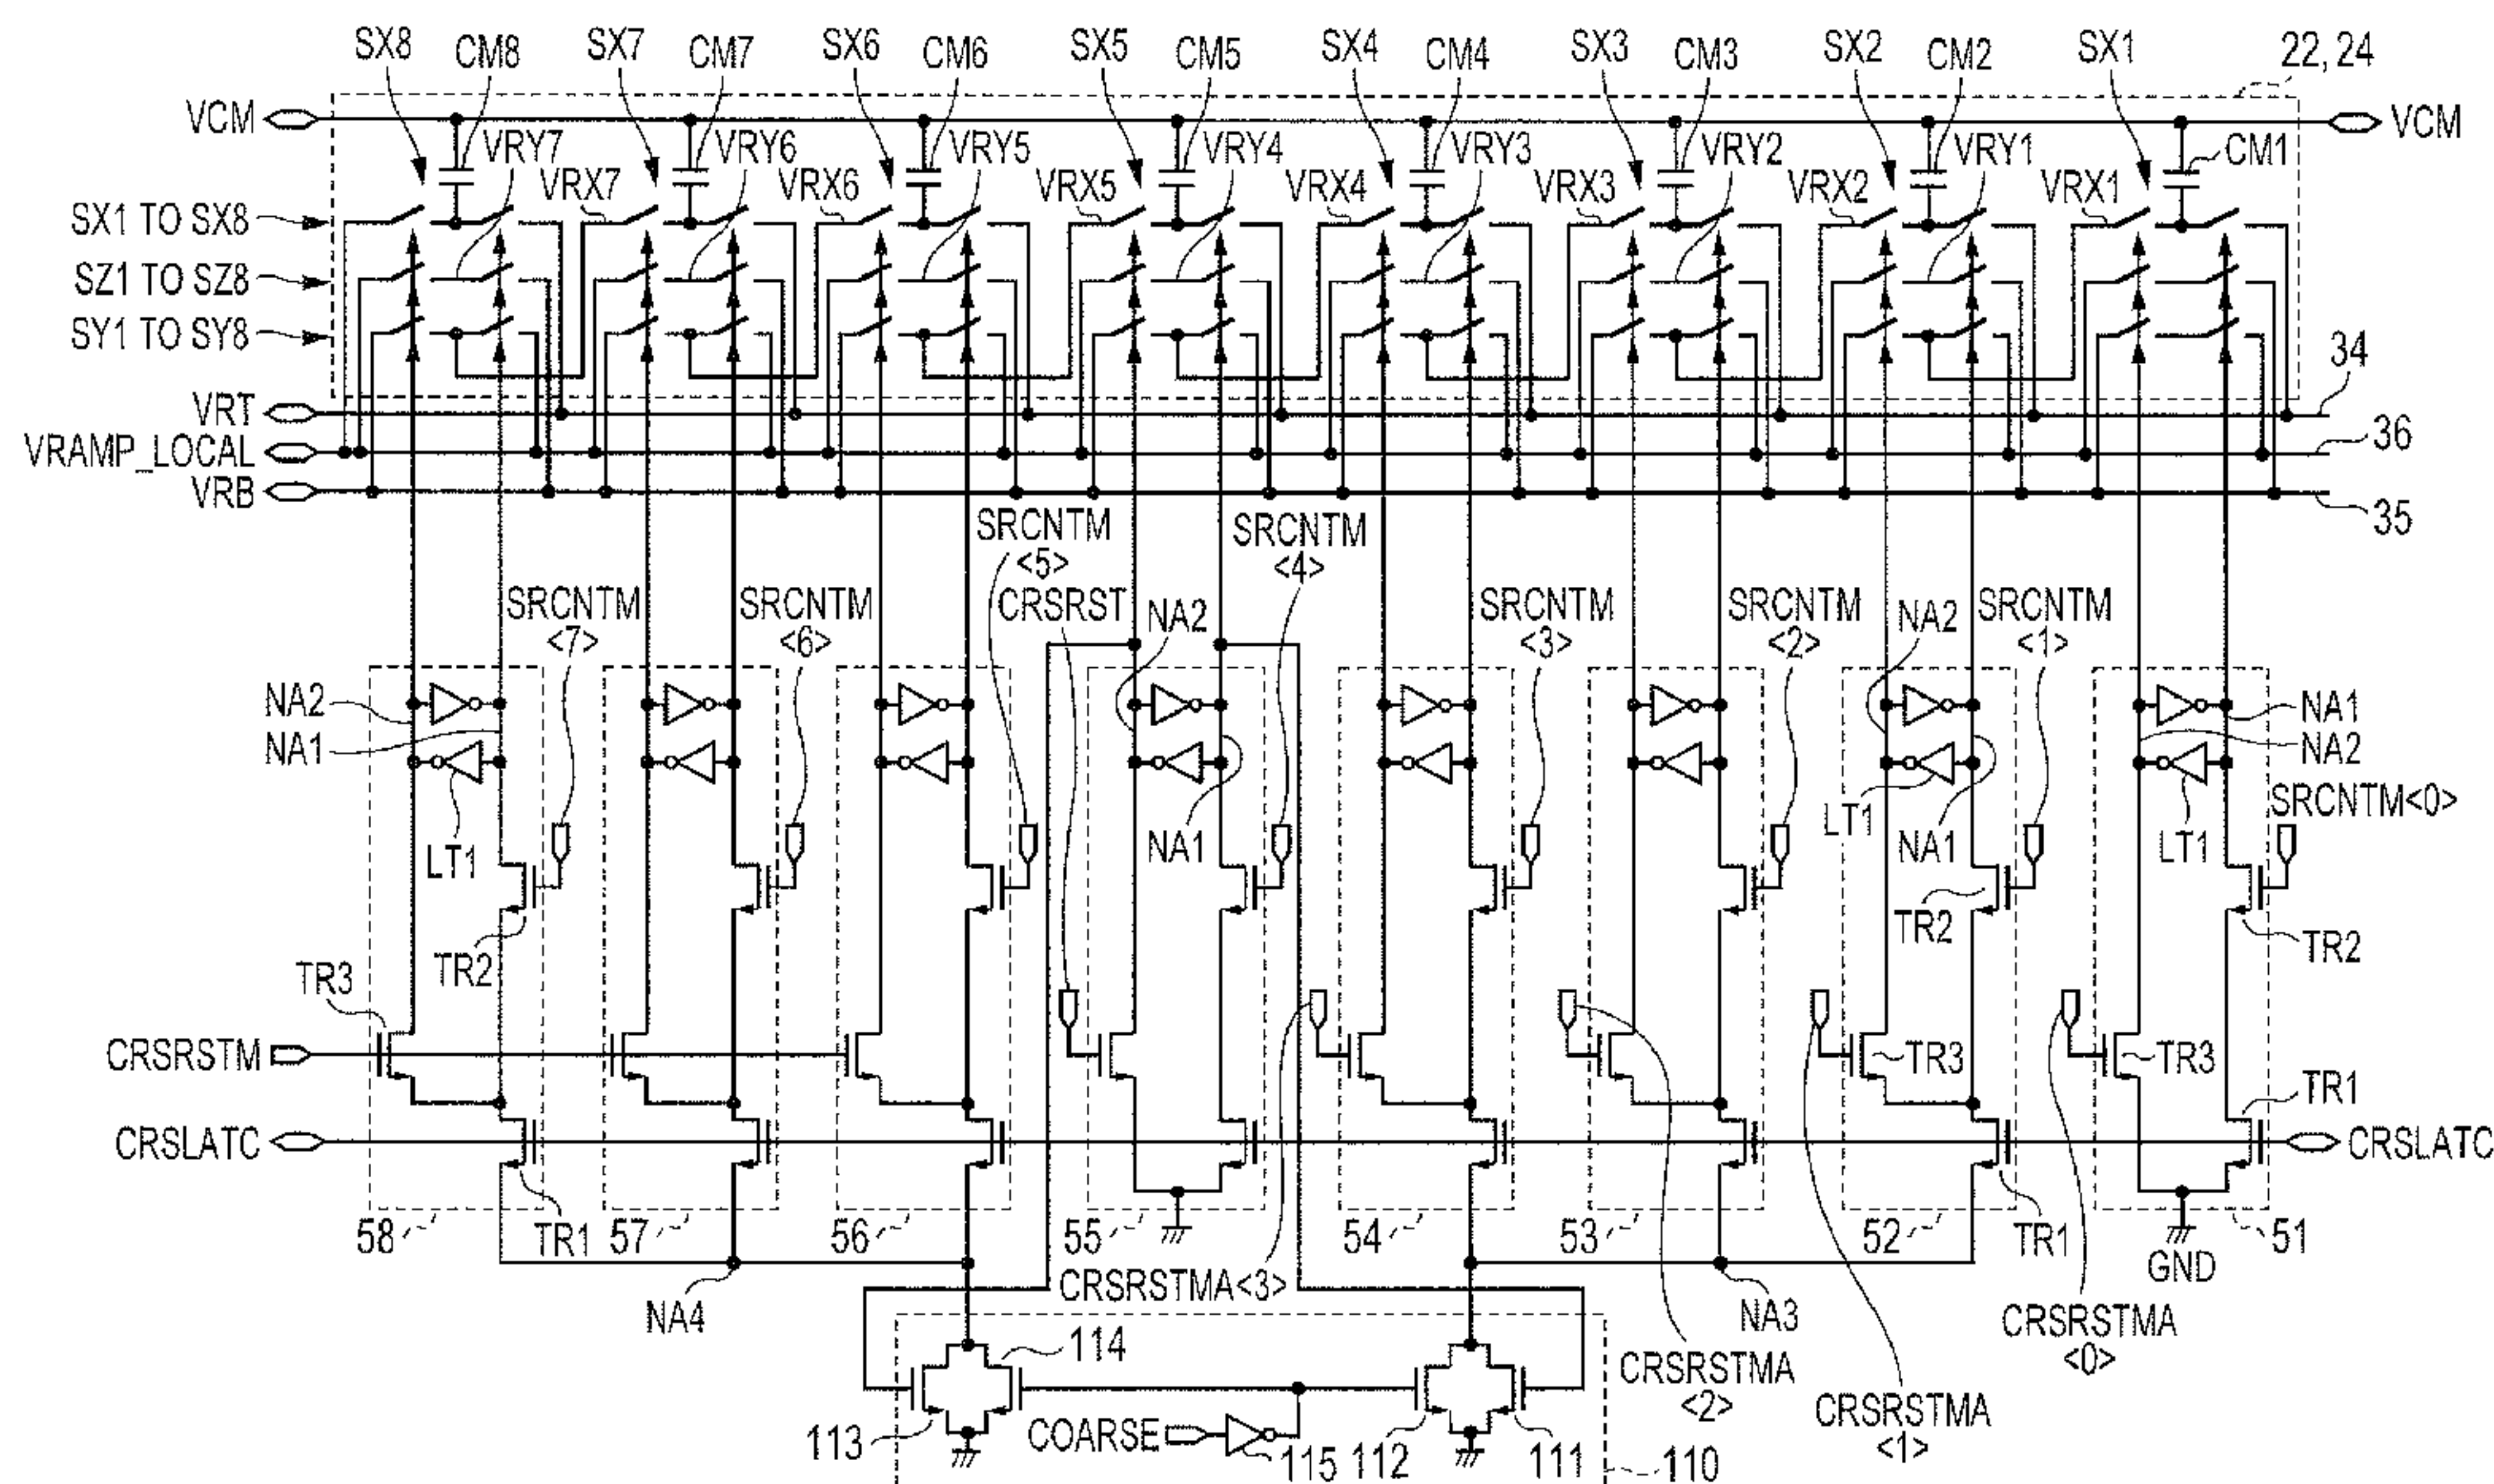 SX8 CM8 SX7 CM7 SX6 CM6 SX5 CM5 SX4 CM4 SX3 CM3 SX2 CM2 SX1 22, 24
VCM VCM
VRY7 VRY6 VRY5 VRY4 VRY3 VRY2 VRY1 CM1
VRX7 VRX6 VRX5 VRX4 VRX3 VRX2 VRX1
SX1 TO SX8
SZ1 TO SZ8
SY1 TO SY8
34
VRT
VRAMP_LOCAL 36
VRB
35
SRCNTM <5>
SRCNTM <4>
CRSRST
SRCNTM <7>
SRCNTM <6>
NA2
SRCNTM <3>
SRCNTM <2>
NA2
SRCNTM <1>
NA2
NA1
NA1
NA2
SRCNTM<0>
LT1 NA1 LT1 NA1 LT1
TR2 TR2 TR2
TR3
CRSRSTM TR3 TR3
TR1
CRSLATC CRSLATC
58 TR1 57 56 55 54 53 52 TR1 51
GND
CRSRSTMA<3>
NA4 NA3
CRSRSTMA <0>
114
CRSRSTMA <2>
CRSRSTMA <1>
113 COARSE 115 112 111 110